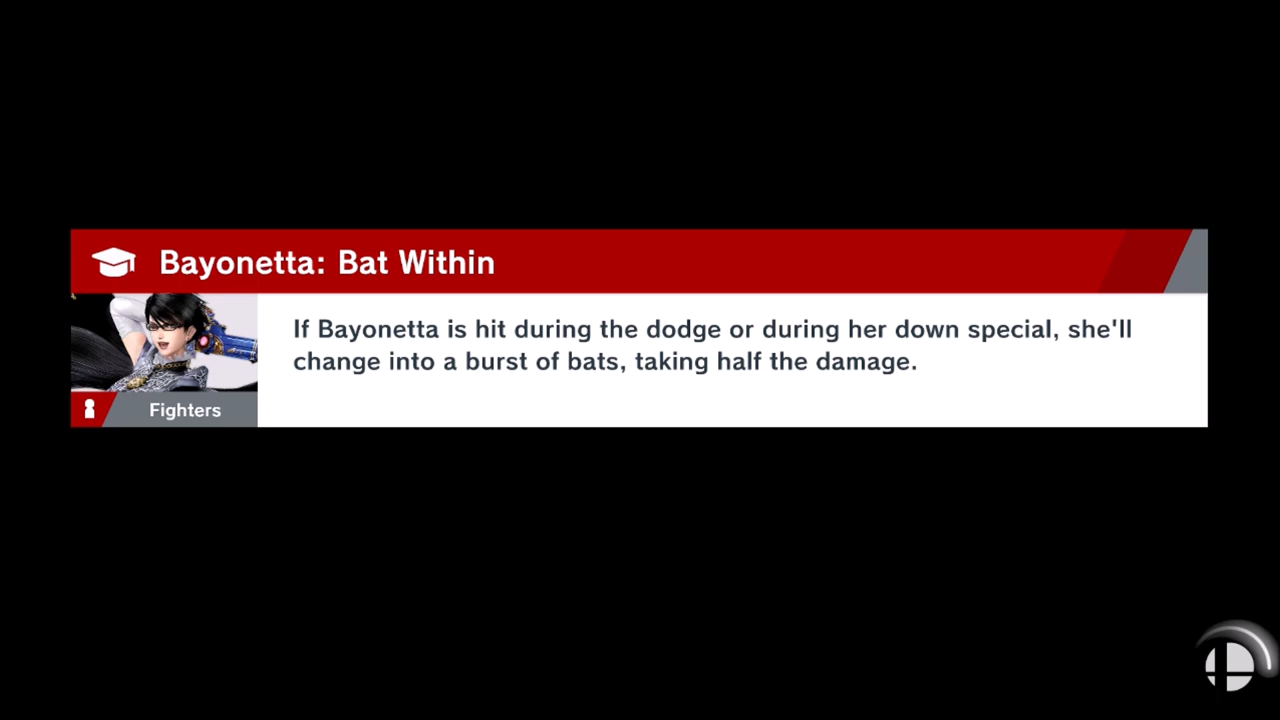 Bayonetta: Bat Within
If Bayonetta is hit during the dodge or during her down special, she'll
change into a burst of bats, taking half the damage.
Fighters